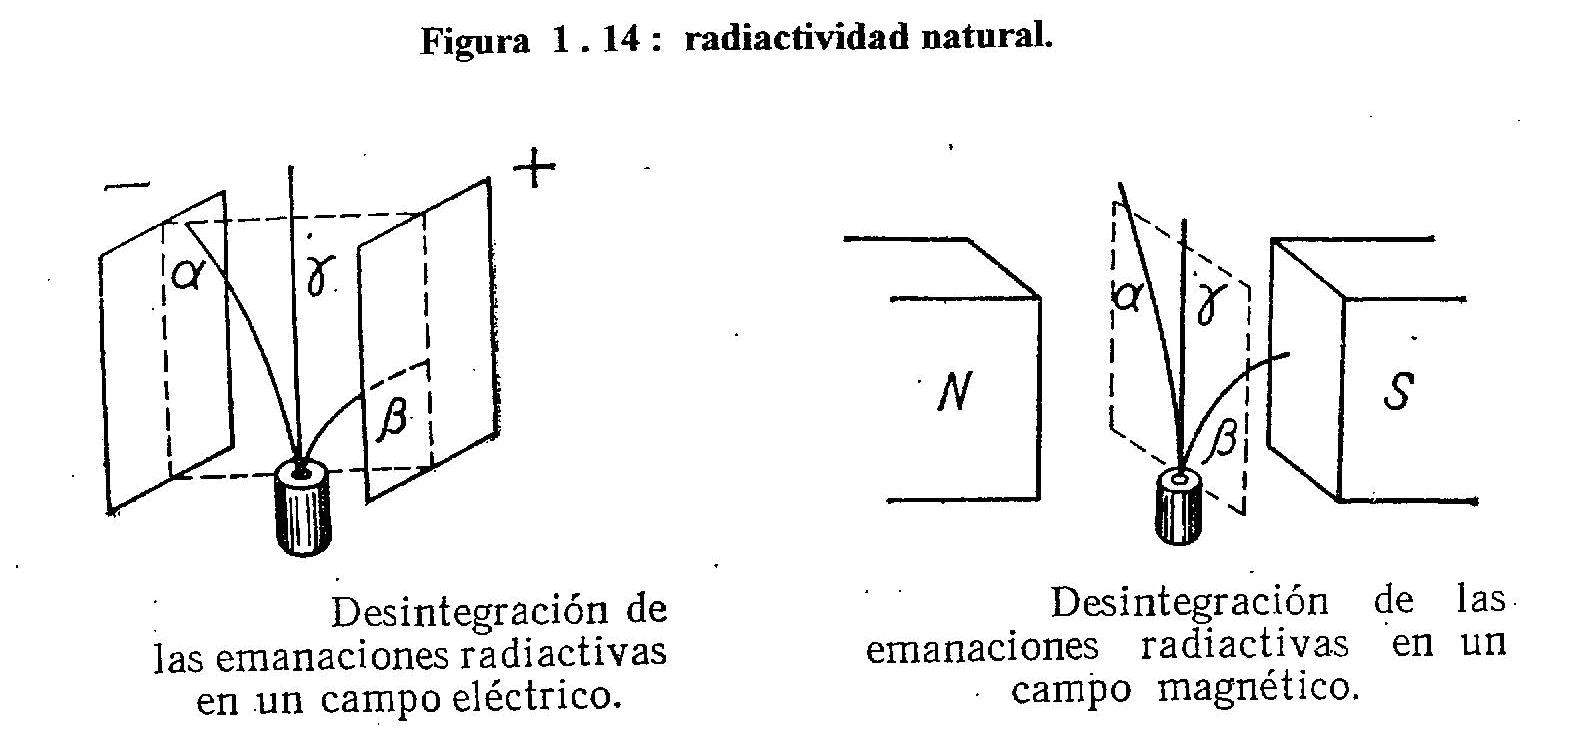 Figura 1 . 14 : radiactividad natural.
− +
α γ β
Desintegración de
las emanaciones radiactivas
en un campo eléctrico.
α γ β
N S
Desintegración de las
emanaciones radiactivas en un
campo magnético.